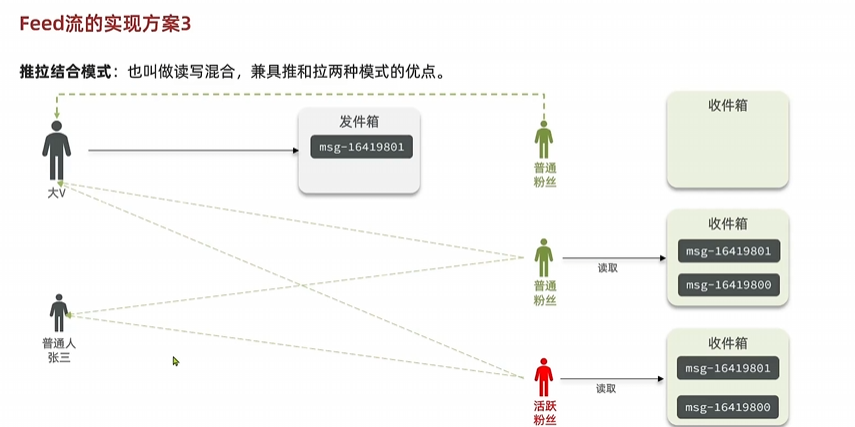 Feed流的实现方案3
推拉结合模式：也叫做读写混合，兼具推和拉两种模式的优点。
发件箱
msg-16419801
大V
普通
粉丝
收件箱
普通
粉丝
读取
收件箱
msg-16419801
msg-16419800
普通人
张三
活跃
粉丝
读取
收件箱
msg-16419801
msg-16419800